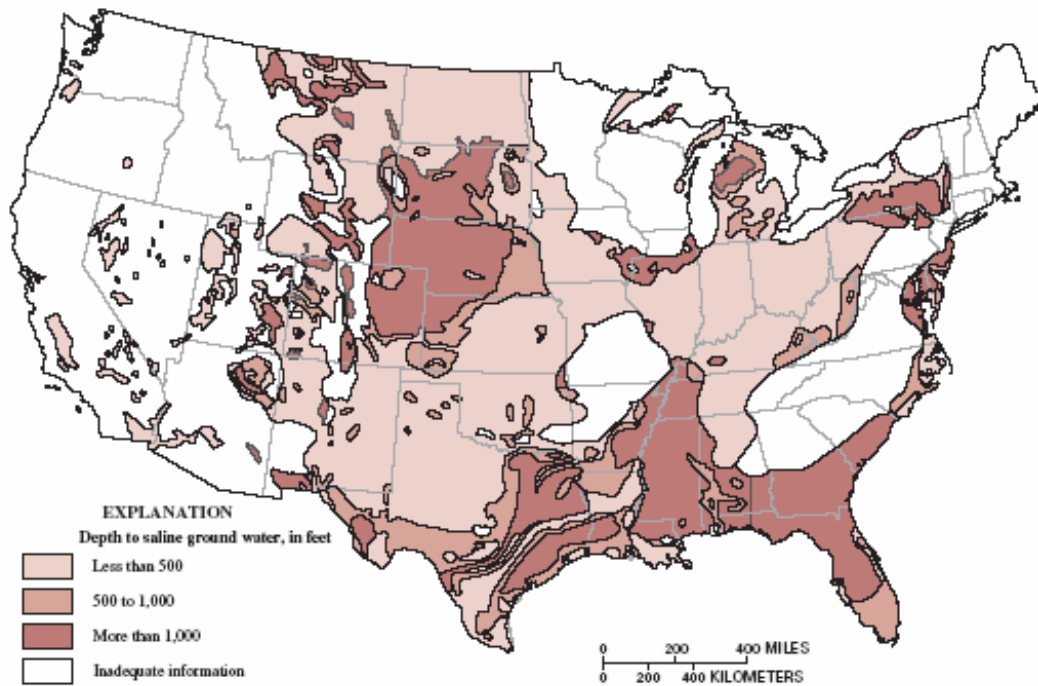 EXPLANATION
Depth to saline ground water, in feet
Less than 500
500 to 1,000
More than 1,000
Inadequate information
0 200 400 MILES
0 200 400 KILOMETERS